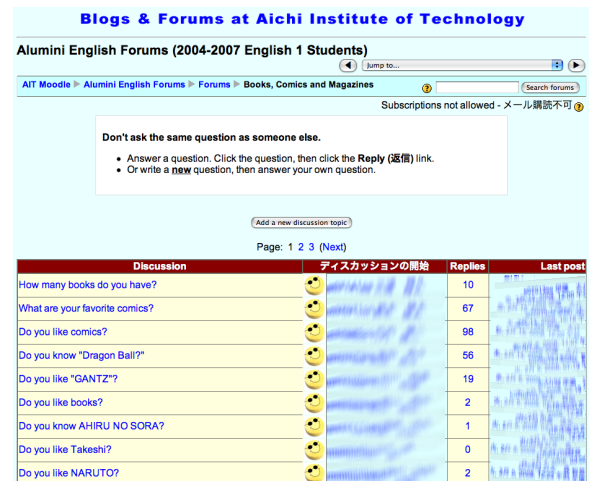 Blogs & Forums at Aichi Institute of Technology
Alumini English Forums (2004-2007 English 1 Students)
Jump to...
AIT Moodle ▶ Alumini English Forums ▶ Forums ▶ Books, Comics and Magazines
Search forums
Subscriptions not allowed - メール購読不可
Don't ask the same question as someone else.
• Answer a question. Click the question, then click the Reply (返信) link.
• Or write a new question, then answer your own question.
Add a new discussion topic
Page: 1 2 3 (Next)
Discussion ディスカッションの開始 Replies Last post
How many books do you have? 10
What are your favorite comics? 67
Do you like comics? 98
Do you know "Dragon Ball?" 56
Do you like "GANTZ"? 19
Do you like books? 2
Do you know AHIRU NO SORA? 1
Do you like Takeshi? 0
Do you like NARUTO? 2